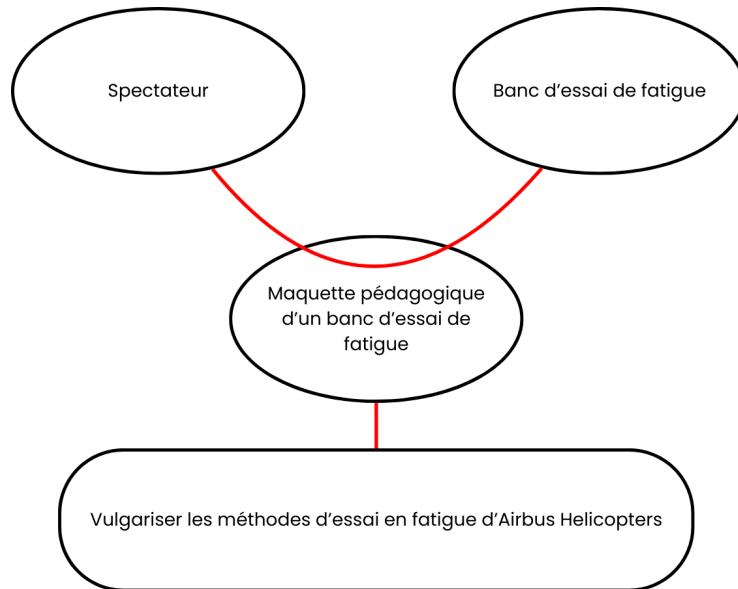 Spectateur
Banc d’essai de fatigue
Maquette pédagogique
d’un banc d’essai de
fatigue
Vulgariser les méthodes d’essai en fatigue d’Airbus Helicopters